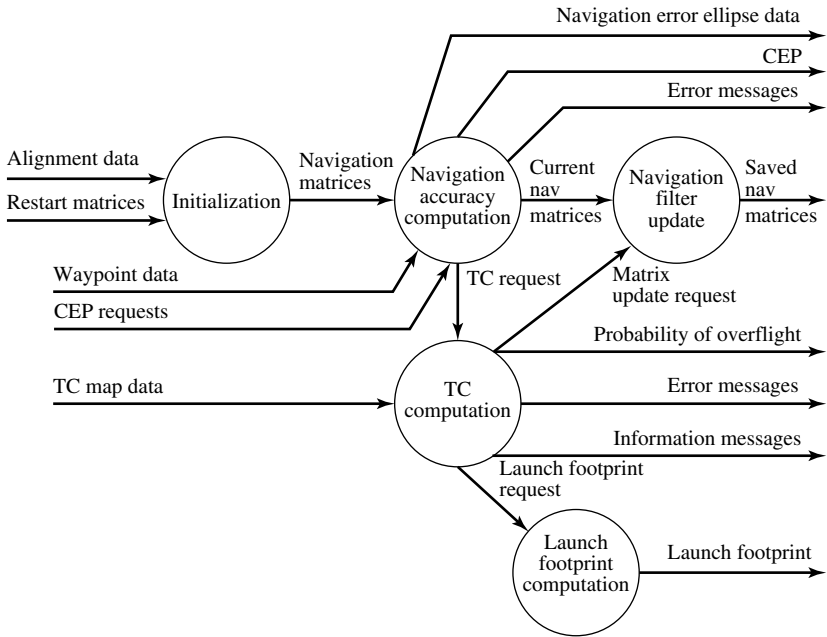 Navigation error ellipse data
CEP
Error messages
Alignment data
Restart matrices
Initialization
Navigation
matrices
Navigation
accuracy
computation
Current
nav
matrices
Navigation
filter
update
Saved
nav
matrices
Waypoint data
CEP requests
TC request
Matrix
update request
Probability of overflight
TC map data
TC
computation
Error messages
Information messages
Launch footprint
request
Launch
footprint
computation
Launch footprint